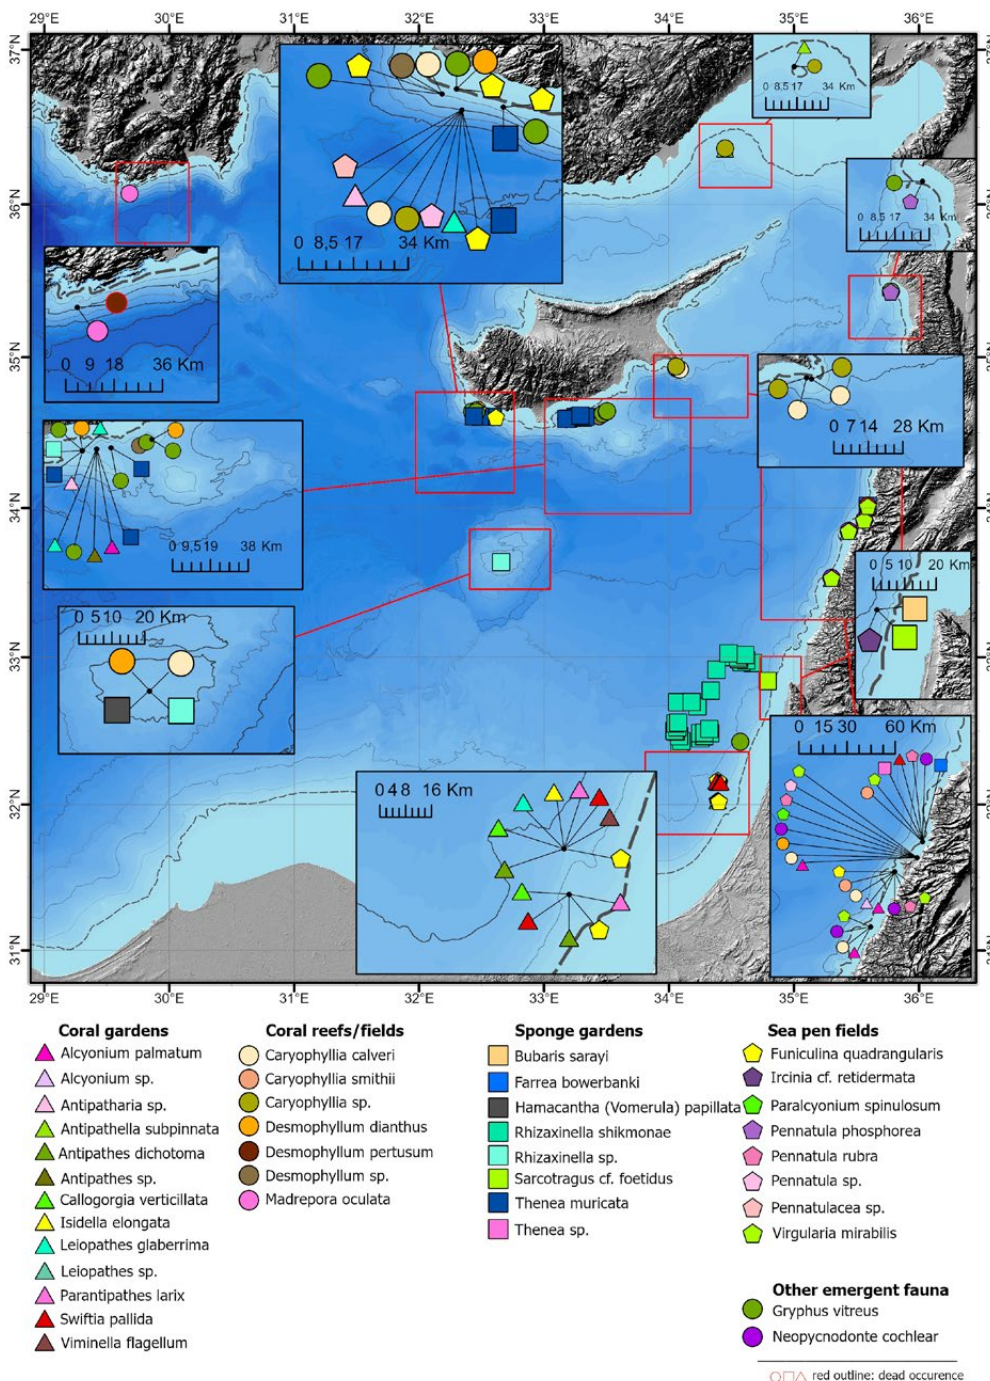 29°E 30°E 31°E 32°E 33°E 34°E 35°E 36°E
37°N
36°N
35°N
34°N
33°N
32°N
31°N
0 8,5 17 34 Km
0 8,5 17 34 Km
0 8,5 17 34 Km
0 9 18 36 Km
0 7 14 28 Km
0 9,5 19 38 Km
0 5 10 20 Km
0 5 10 20 Km
0 15 30 60 Km
0 4 8 16 Km
29°E 30°E 31°E 32°E 33°E 34°E 35°E 36°E
Coral gardens
Alcyonium palmatum
Alcyonium sp.
Antipatharia sp.
Antipathella subpinnata
Antipathes dichotoma
Antipathes sp.
Callogorgia verticillata
Isidella elongata
Leiopathes glaberrima
Leiopathes sp.
Parantipathes larix
Swiftia pallida
Viminella flagellum
Coral reefs/fields
Caryophyllia calveri
Caryophyllia smithii
Caryophyllia sp.
Desmophyllum dianthus
Desmophyllum pertusum
Desmophyllum sp.
Madrepora oculata
Sponge gardens
Bubaris sarayi
Farrea bowerbanki
Hamacantha (Vomerula) papillata
Rhizaxinella shikmonae
Rhizaxinella sp.
Sarcotragus cf. foetidus
Thenea muricata
Thenea sp.
Sea pen fields
Funiculina quadrangularis
Ircinia cf. retidermata
Paralcyonium spinulosum
Pennatula phosphorea
Pennatula rubra
Pennatula sp.
Pennatulacea sp.
Virgularia mirabilis
Other emergent fauna
Gryphus vitreus
Neopycnodonte cochlear
red outline: dead occurence